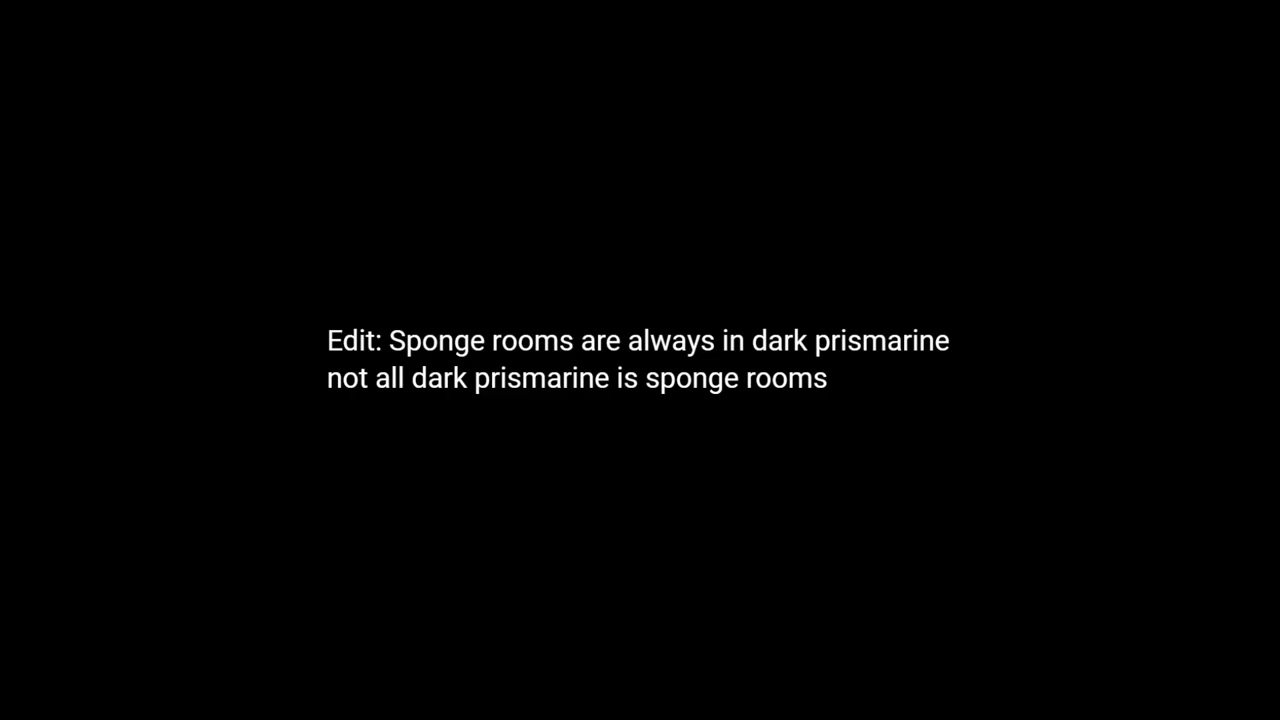 Edit: Sponge rooms are always in dark prismarine
not all dark prismarine is sponge rooms